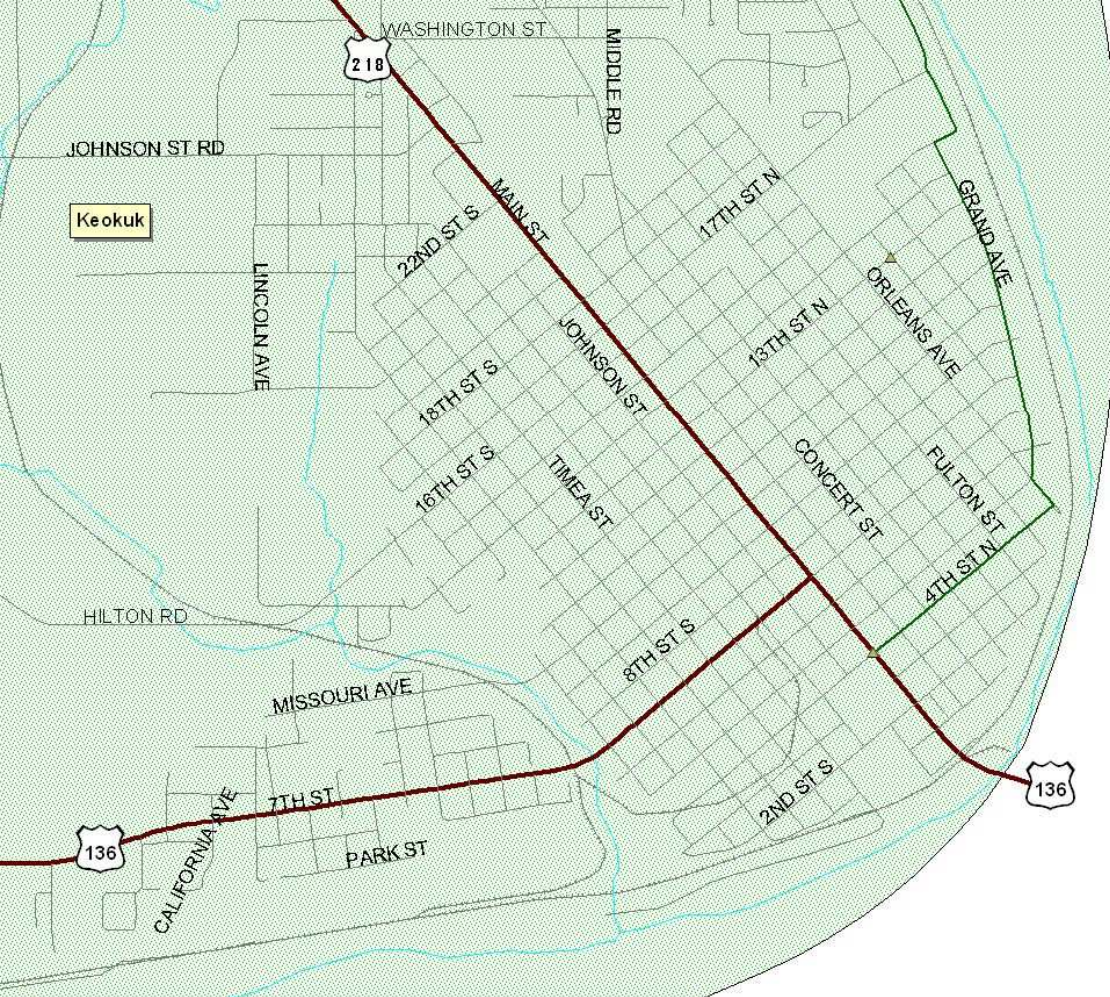 WASHINGTON ST
218
MIDDLE RD
JOHNSON ST RD
Keokuk
MAIN ST
22ND ST S
17TH ST N
GRAND AVE
LINCOLN AVE
ORLEANS AVE
13TH ST N
JOHNSON ST
18TH ST S
16TH ST S
TIMEA ST
CONCERT ST
FULTON ST
4TH ST N
HILTON RD
8TH ST S
MISSOURI AVE
2ND ST S
136
7TH ST
CALIFORNIA AVE
136
PARK ST